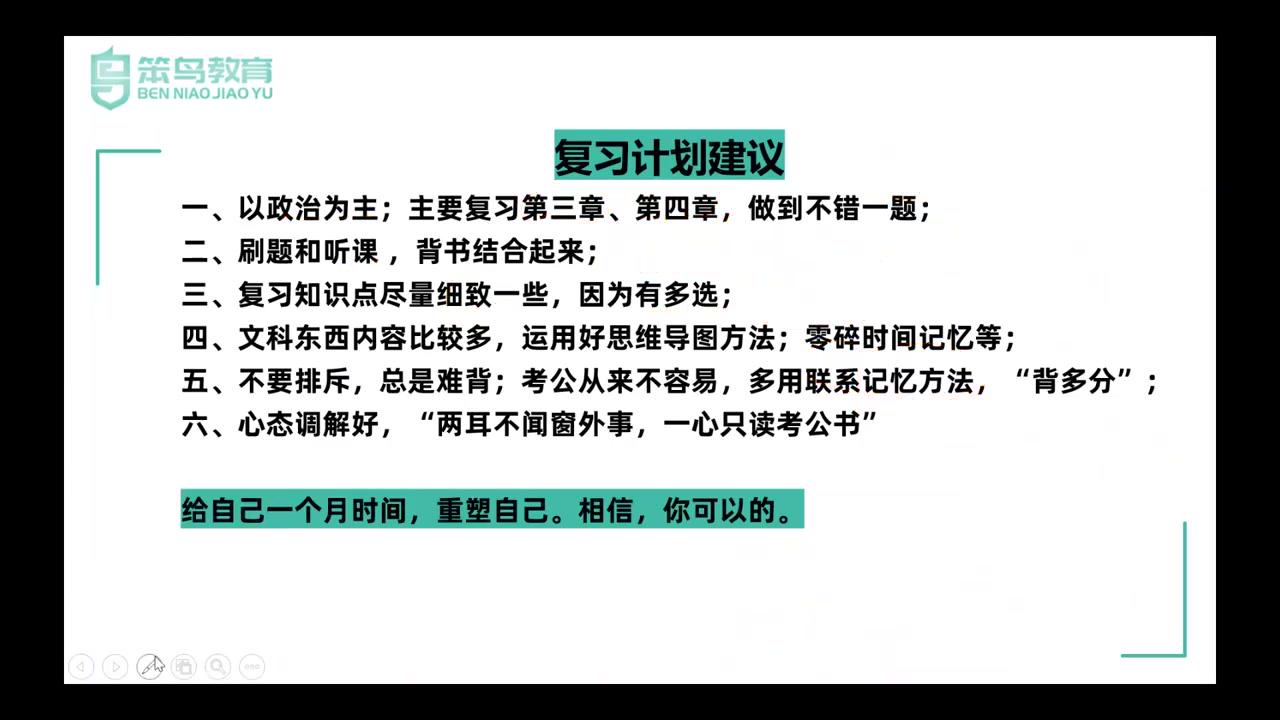 笨鸟教育
BEN NIAO JIAO YU
复习计划建议
一、以政治为主；主要复习第三章、第四章，做到不错一题；
二、刷题和听课 ，背书结合起来；
三、复习知识点尽量细致一些，因为有多选；
四、文科东西内容比较多，运用好思维导图方法；零碎时间记忆等；
五、不要排斥，总是难背；考公从来不容易，多用联系记忆方法，“背多分”；
六、心态调解好，“两耳不闻窗外事，一心只读考公书”
给自己一个月时间，重塑自己。相信，你可以的。